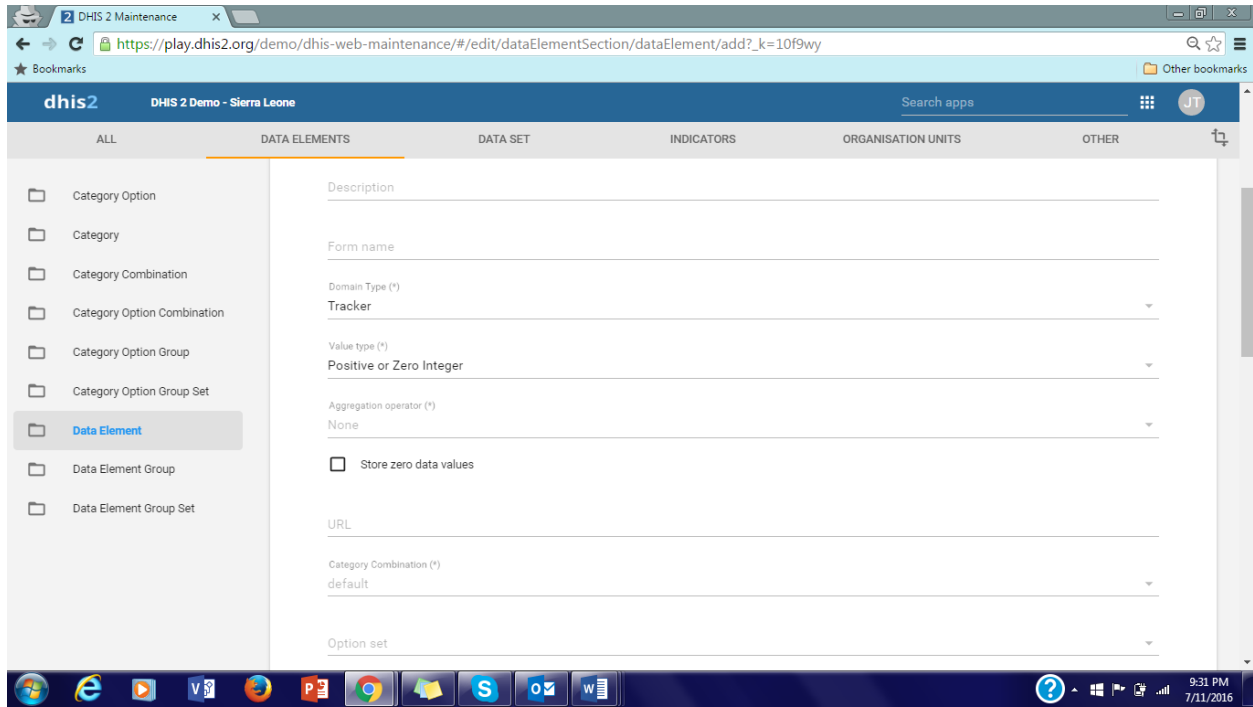 2 DHIS 2 Maintenance
https://play.dhis2.org/demo/dhis-web-maintenance/#/edit/dataElementSection/dataElement/add?_k=10f9wy
Bookmarks
Other bookmarks
dhis2 DHIS 2 Demo - Sierra Leone Search apps JT
ALL DATA ELEMENTS DATA SET INDICATORS ORGANISATION UNITS OTHER
Category Option
Category
Category Combination
Category Option Combination
Category Option Group
Category Option Group Set
Data Element
Data Element Group
Data Element Group Set
Description
Form name
Domain Type (*)
Tracker
Value type (*)
Positive or Zero Integer
Aggregation operator (*)
None
Store zero data values
URL
Category Combination (*)
default
Option set
9:31 PM
7/11/2016